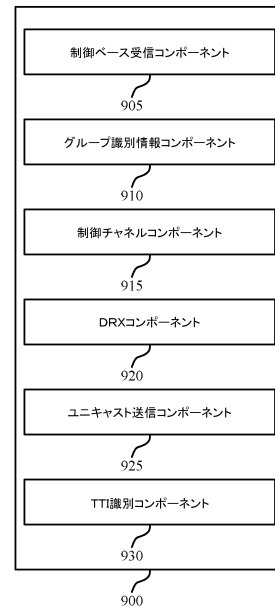 制御ベース受信コンポーネント
905
グループ識別情報コンポーネント
910
制御チャネルコンポーネント
915
DRXコンポーネント
920
ユニキャスト送信コンポーネント
925
TTI識別コンポーネント
930
900